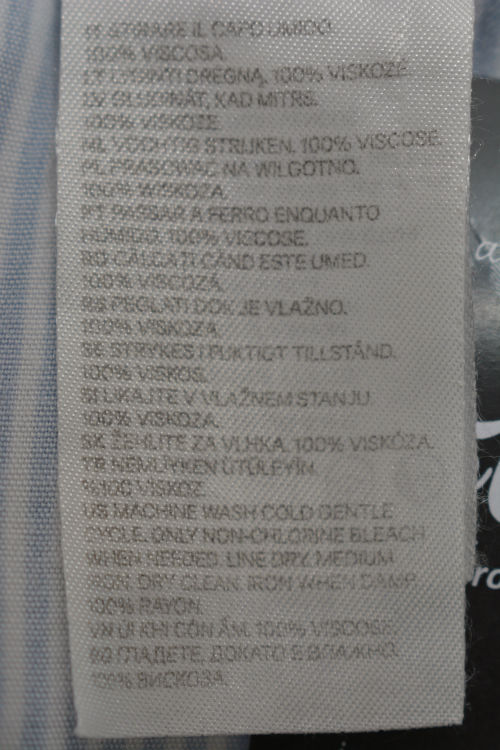 IT STIRARE IL CAPO UMIDO.
100% VISCOSA.
LT LYGINTI DRĖGNĄ. 100% VISKOZĖ.
LV GLUDINĀT, KAD MITRS.
100% VISKOZE.
NL VOCHTIG STRIJKEN. 100% VISCOSE.
PL PRASOWAĆ NA WILGOTNO.
100% WISKOZA.
PT PASSAR A FERRO ENQUANTO
HÚMIDO. 100% VISCOSE.
RO CĂLCAȚI CÂND ESTE UMED.
100% VISCOZĂ.
RS PEGLATI DOK JE VLAŽNO.
100% VISKOZA.
SE STRYKES I FUKTIGT TILLSTÅND.
100% VISKOS.
SI LIKAJTE V VLAŽNEM STANJU.
100% VISKOZA.
SK ŽEHLITE ZA VLHKA. 100% VISKÓZA.
TR NEMLİYKEN ÜTÜLEYİN.
%100 VİSKOZ.
US MACHINE WASH COLD GENTLE
CYCLE. ONLY NON-CHLORINE BLEACH
WHEN NEEDED. LINE DRY. MEDIUM
IRON. DRY CLEAN. IRON WHEN DAMP.
100% RAYON.
VN ỦI KHI CÒN ẨM. 100% VISCOSE.
BG ГЛАДЕТЕ, ДОКАТО Е ВЛАЖНО.
100% ВИСКОЗА.